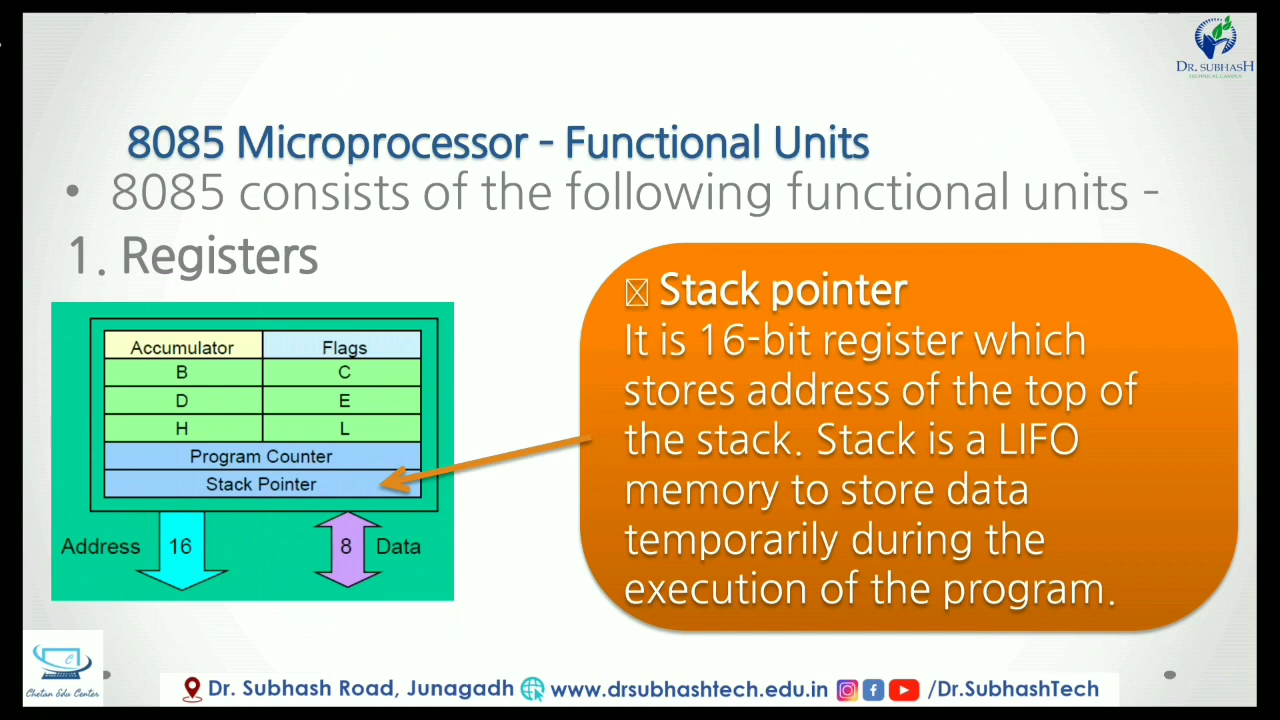 DR. SUBHASH
TECHNICAL CAMPUS
8085 Microprocessor - Functional Units
• 8085 consists of the following functional units -
1. Registers
Stack pointer
It is 16-bit register which
stores address of the top of
the stack. Stack is a LIFO
memory to store data
temporarily during the
execution of the program.
Accumulator Flags
B C
D E
H L
Program Counter
Stack Pointer
Address 16 8 Data
Chetan Edu Center
Dr. Subhash Road, Junagadh www.drsubhashtech.edu.in /Dr.SubhashTech